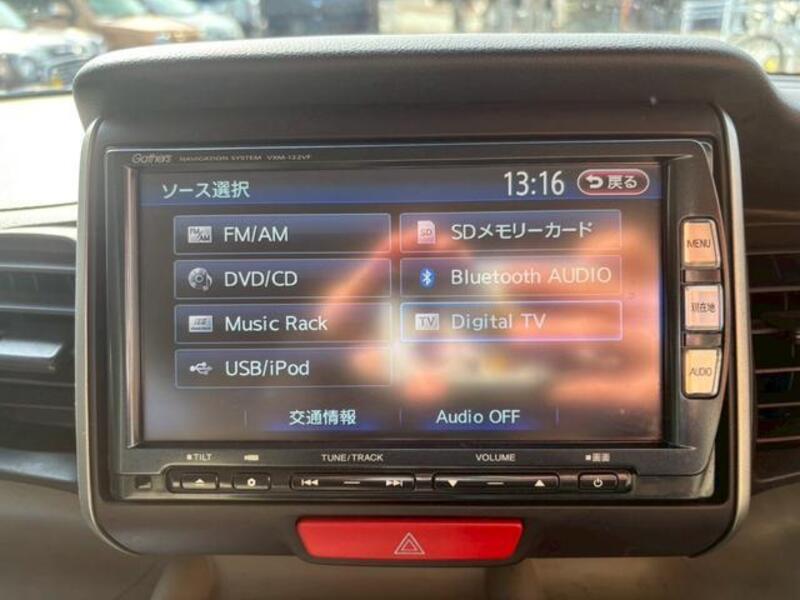 Gathers NAVIGATION SYSTEM VXM-122VF
ソース選択 13:16 戻る
FM/AM SDメモリーカード
DVD/CD Bluetooth AUDIO
Music Rack TV Digital TV
USB/iPod
交通情報 Audio OFF
MENU
現在地
AUDIO
TILT TUNE/TRACK VOLUME 画面